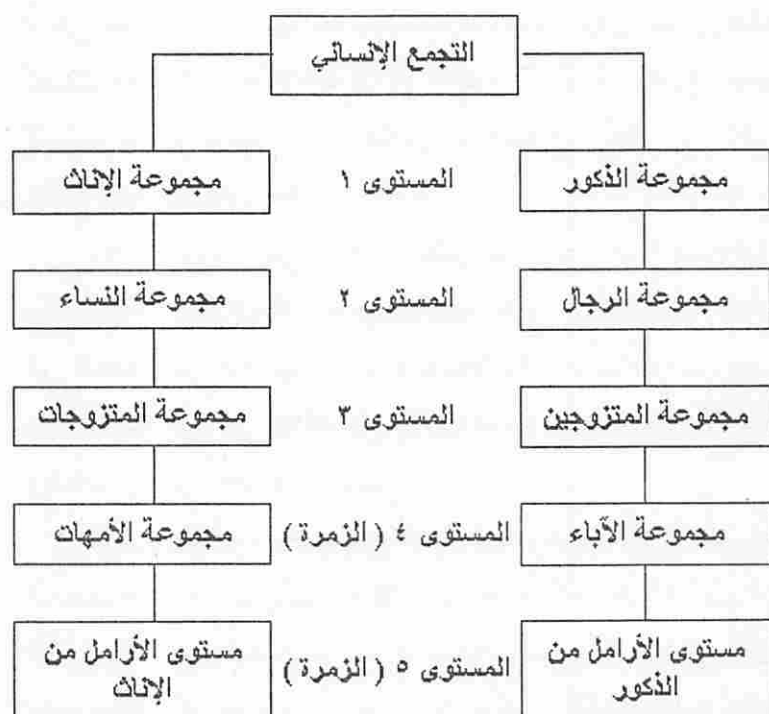 التجمع الإنساني
مجموعة الذكور
المستوى ١
مجموعة الإناث
مجموعة الرجال
المستوى ٢
مجموعة النساء
مجموعة المتزوجين
المستوى ٣
مجموعة المتزوجات
مجموعة الآباء
المستوى ٤ ( الزمرة )
مجموعة الأمهات
مستوى الأرامل من
الذكور
المستوى ٥ ( الزمرة )
مستوى الأرامل من
الإناث